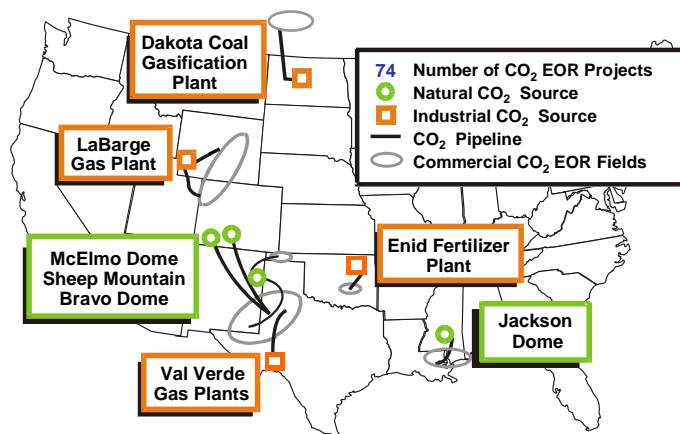 Dakota Coal
Gasification
Plant
74 Number of CO₂ EOR Projects
Natural CO₂ Source
Industrial CO₂ Source
CO₂ Pipeline
Commercial CO₂ EOR Fields
LaBarge
Gas Plant
McElmo Dome
Sheep Mountain
Bravo Dome
Enid Fertilizer
Plant
Jackson
Dome
Val Verde
Gas Plants